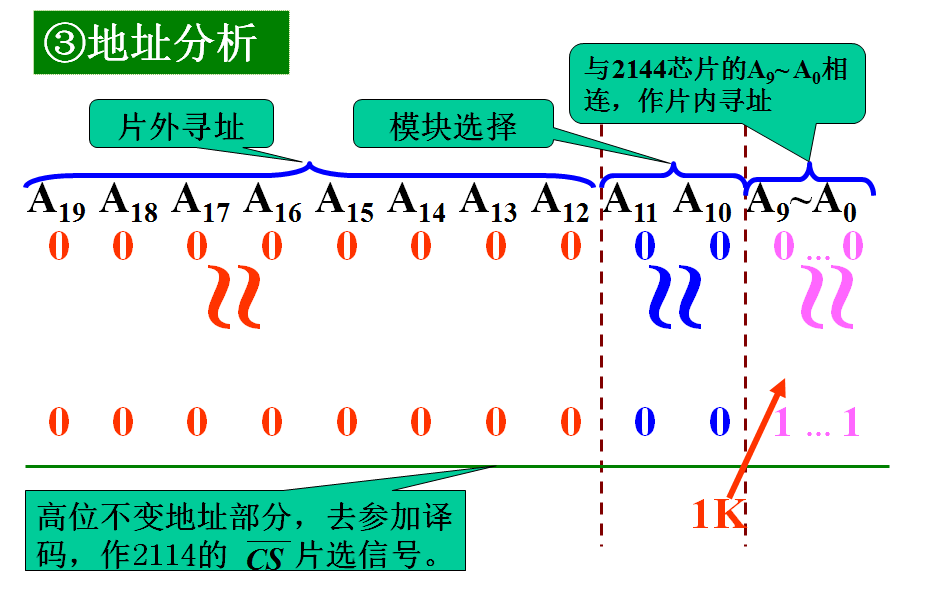 ③地址分析
与2144芯片的A₉~A₀相
连，作片内寻址
片外寻址
模块选择
A₁₉ A₁₈ A₁₇ A₁₆ A₁₅ A₁₄ A₁₃ A₁₂ A₁₁ A₁₀ A₉~A₀
0 0 0 0 0 0 0 0 0 0 0 ... 0
0 0 0 0 0 0 0 0 0 0 1 ... 1
1K
高位不变地址部分，去参加译
码，作2114的 C̅S̅ 片选信号。